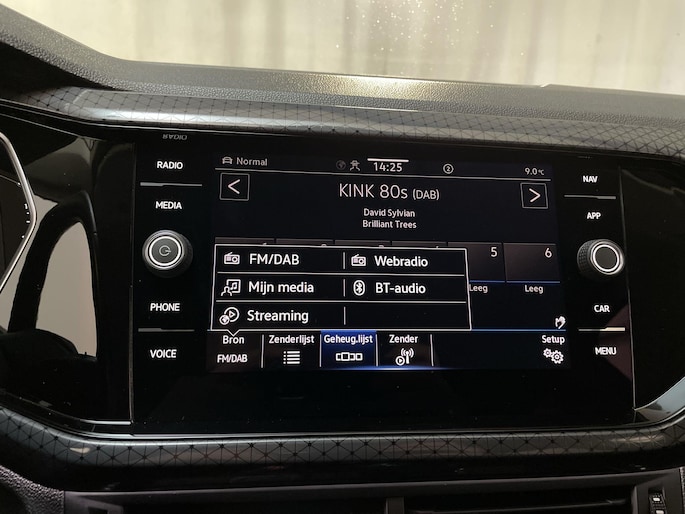 RADIO
MEDIA
PHONE
VOICE
Normal
14:25
2
9.0°C
KINK 80s (DAB)
David Sylvian
Brilliant Trees
5
6
Leeg
Leeg
FM/DAB
Webradio
Mijn media
BT-audio
Streaming
Bron
FM/DAB
Zenderlijst
Geheug.lijst
Zender
Setup
NAV
APP
CAR
MENU